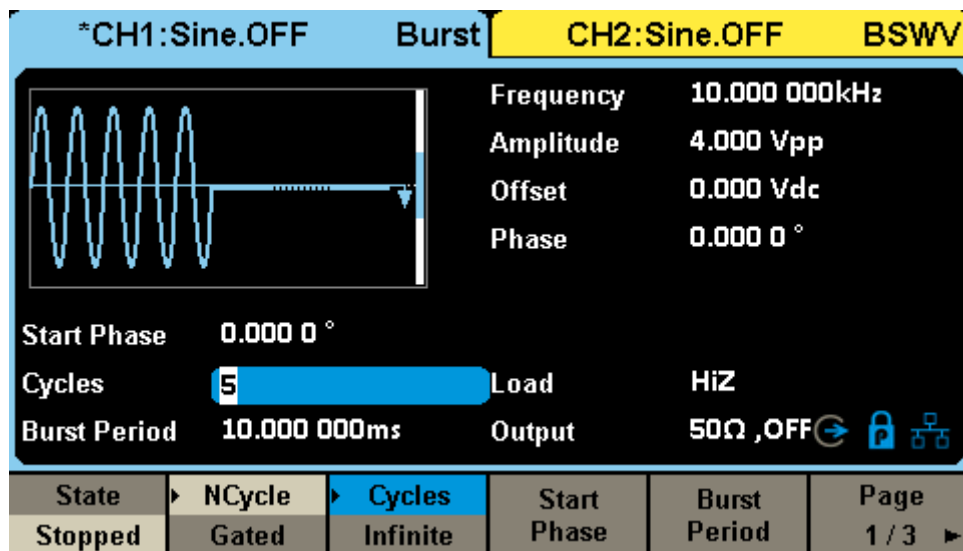 *CH1:Sine.OFF Burst CH2:Sine.OFF BSWV
Frequency 10.000 000kHz
Amplitude 4.000 Vpp
Offset 0.000 Vdc
Phase 0.000 0 °
Start Phase 0.000 0 °
Cycles 5 Load HiZ
Burst Period 10.000 000ms Output 50Ω ,OFF P
State NCycle Cycles Start Burst Page
Stopped Gated Infinite Phase Period 1 / 3